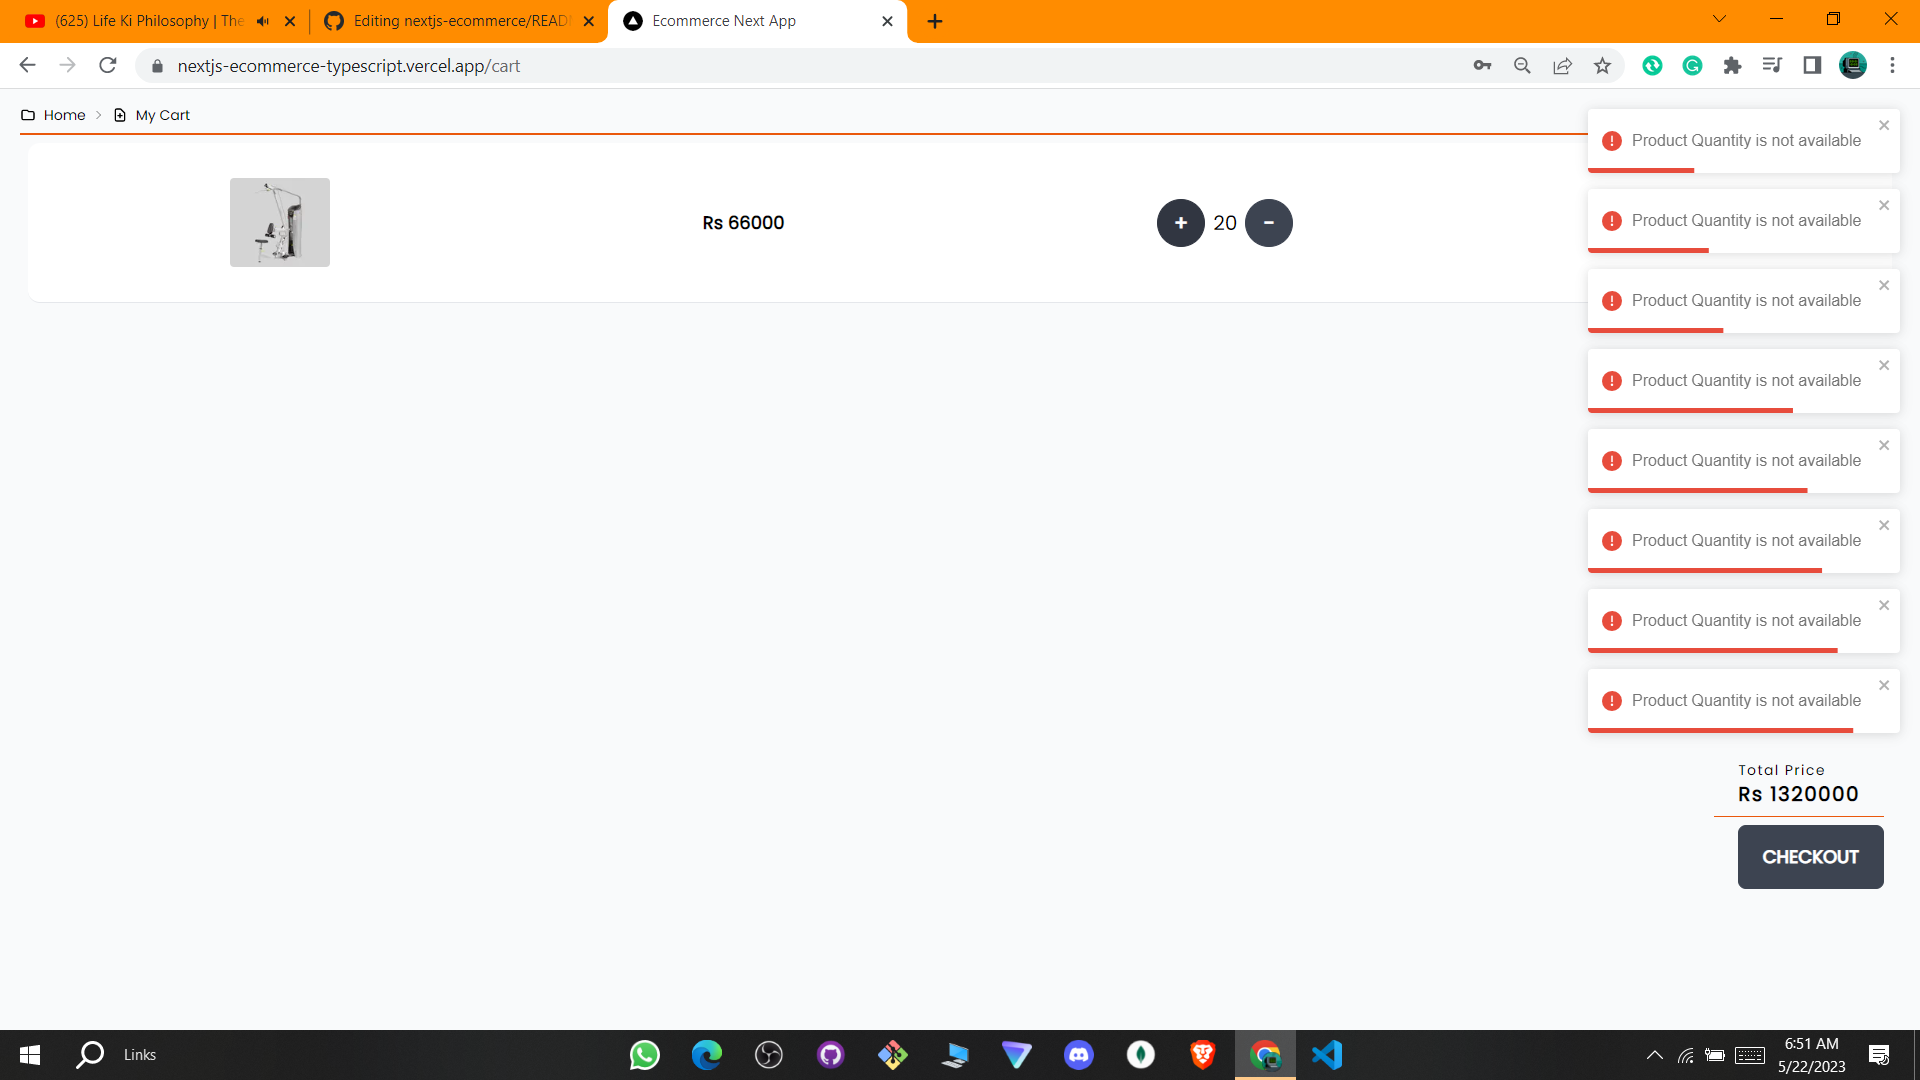 (625) Life Ki Philosophy | The
Editing nextjs-ecommerce/READ
Ecommerce Next App
nextjs-ecommerce-typescript.vercel.app/cart
Home
My Cart
Rs 66000
+ 20 -
Product Quantity is not available
Product Quantity is not available
Product Quantity is not available
Product Quantity is not available
Product Quantity is not available
Product Quantity is not available
Product Quantity is not available
Product Quantity is not available
Total Price
Rs 1320000
CHECKOUT
Links
6:51 AM
5/22/2023